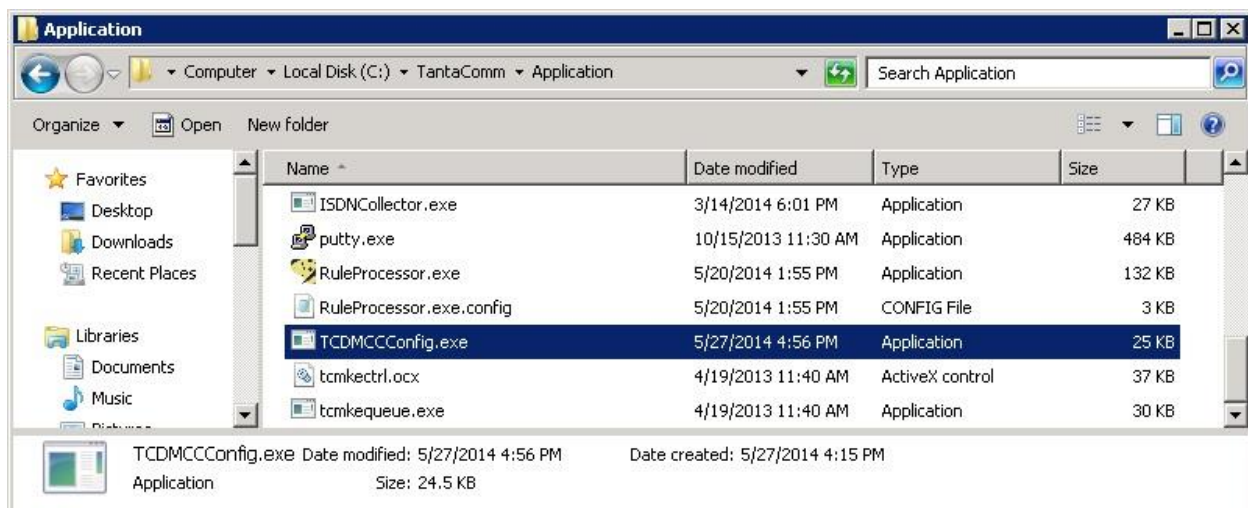 Application
Computer Local Disk (C:) TantaComm Application Search Application
Organize Open New folder
Name Date modified Type Size
Favorites
Desktop
Downloads
Recent Places
Libraries
Documents
Music
ISDNCollector.exe 3/14/2014 6:01 PM Application 27 KB
putty.exe 10/15/2013 11:30 AM Application 484 KB
RuleProcessor.exe 5/20/2014 1:55 PM Application 132 KB
RuleProcessor.exe.config 5/20/2014 1:55 PM CONFIG File 3 KB
TCDMCCConfig.exe 5/27/2014 4:56 PM Application 25 KB
tcmkectrl.ocx 4/19/2013 11:40 AM ActiveX control 37 KB
tcmkequeue.exe 4/19/2013 11:40 AM Application 30 KB
TCDMCCConfig.exe Date modified: 5/27/2014 4:56 PM Date created: 5/27/2014 4:15 PM
Application Size: 24.5 KB